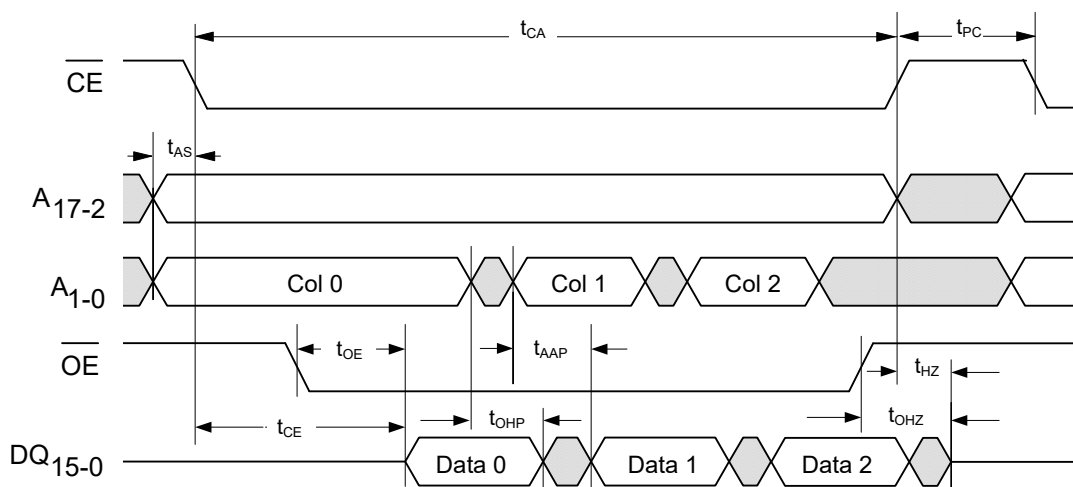 tCA
tPC
CE
tAS
A17-2
A1-0
Col 0
Col 1
Col 2
OE
tOE
tAAP
tHZ
tCE
tOHP
tOHZ
DQ15-0
Data 0
Data 1
Data 2